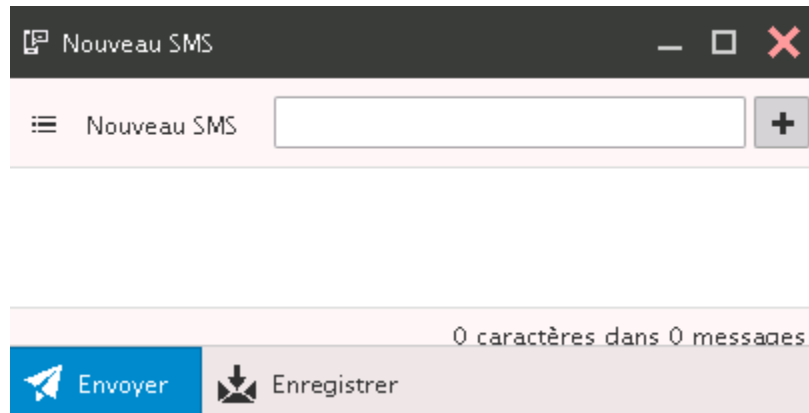 Nouveau SMS
Nouveau SMS
0 caractères dans 0 messages
Envoyer Enregistrer